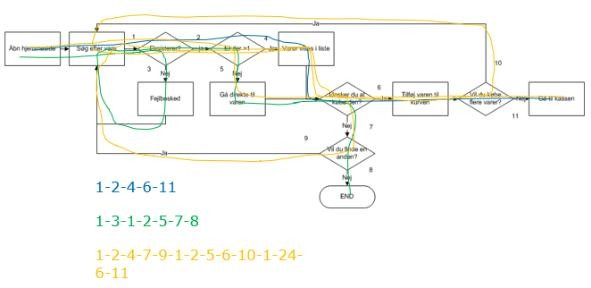 Ja
Åbn hjemmeside
Søg efter vare
1
Eksisterer?
Ja
2
Er der >1
4
Ja
Varer vises i liste
3
Nej
5
Nej
10
Fejlbesked
Gå direkte til varen
Ønsker du at købe den?
6
Ja
Tilføj varen til kurven
Vil du købe flere varer?
Nej
Gå til kassen
11
Nej
7
9
Ja
Vil du finde en anden?
8
Nej
END
1-2-4-6-11
1-3-1-2-5-7-8
1-2-4-7-9-1-2-5-6-10-1-24-
6-11